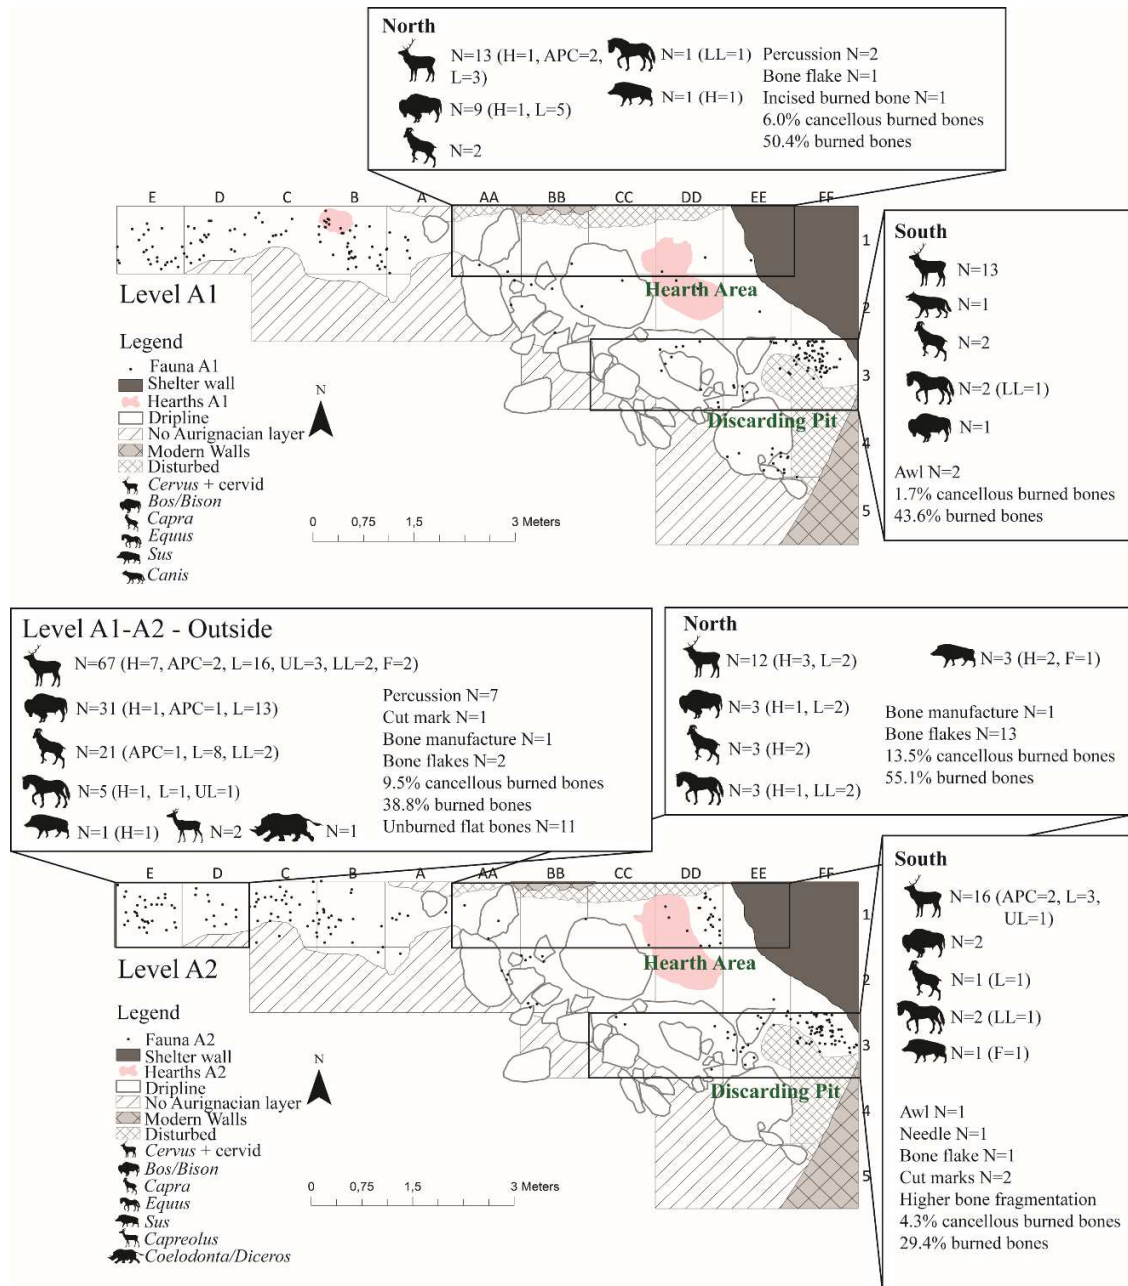 North
N=13 (H=1, APC=2,
L=3)
N=9 (H=1, L=5)
N=2
N=1 (LL=1)
N=1 (H=1)
Percussion N=2
Bone flake N=1
Incised burned bone N=1
6.0% cancellous burned bones
50.4% burned bones
E D C B A AA BB CC DD EE FF
1
2
3
4
5
Level A1
Hearth Area
Discarding Pit
Legend
Fauna A1
Shelter wall
Hearths A1
Dripline
No Aurignacian layer
Modern Walls
Disturbed
Cervus + cervid
Bos/Bison
Capra
Equus
Sus
Canis
N
0 0,75 1,5 3 Meters
South
N=13
N=1
N=2
N=2 (LL=1)
N=1
Awl N=2
1.7% cancellous burned bones
43.6% burned bones
Level A1-A2 - Outside
N=67 (H=7, APC=2, L=16, UL=3, LL=2, F=2)
N=31 (H=1, APC=1, L=13)
N=21 (APC=1, L=8, LL=2)
N=5 (H=1, L=1, UL=1)
N=1 (H=1) N=2 N=1
Percussion N=7
Cut mark N=1
Bone manufacture N=1
Bone flakes N=2
9.5% cancellous burned bones
38.8% burned bones
Unburned flat bones N=11
North
N=12 (H=3, L=2)
N=3 (H=1, L=2)
N=3 (H=2)
N=3 (H=1, LL=2)
N=3 (H=2, F=1)
Bone manufacture N=1
Bone flakes N=13
13.5% cancellous burned bones
55.1% burned bones
E D C B A AA BB CC DD EE FF
1
2
3
4
5
Level A2
Hearth Area
Discarding Pit
Legend
Fauna A2
Shelter wall
Hearths A2
Dripline
No Aurignacian layer
Modern Walls
Disturbed
Cervus + cervid
Bos/Bison
Capra
Equus
Sus
Capreolus
Coelodonta/Diceros
N
0 0,75 1,5 3 Meters
South
N=16 (APC=2, L=3,
UL=1)
N=2
N=1 (L=1)
N=2 (LL=1)
N=1 (F=1)
Awl N=1
Needle N=1
Bone flake N=1
Cut marks N=2
Higher bone fragmentation
4.3% cancellous burned bones
29.4% burned bones